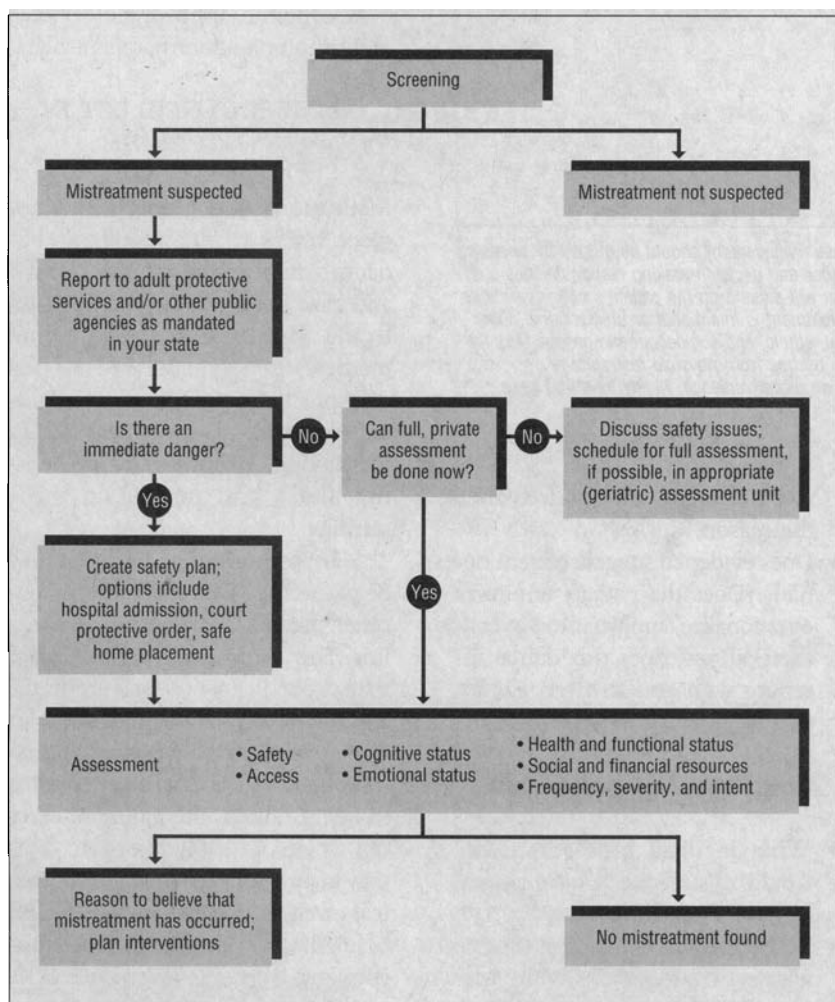 Screening
Mistreatment suspected
Mistreatment not suspected
Report to adult protective
services and/or other public
agencies as mandated
in your state
Is there an
immediate danger?
No
Can full, private
assessment
be done now?
No
Discuss safety issues;
schedule for full assessment,
if possible, in appropriate
(geriatric) assessment unit
Yes
Create safety plan;
options include
hospital admission, court
protective order, safe
home placement
Yes
Assessment
• Safety
• Access
• Cognitive status
• Emotional status
• Health and functional status
• Social and financial resources
• Frequency, severity, and intent
Reason to believe that
mistreatment has occurred;
plan interventions
No mistreatment found